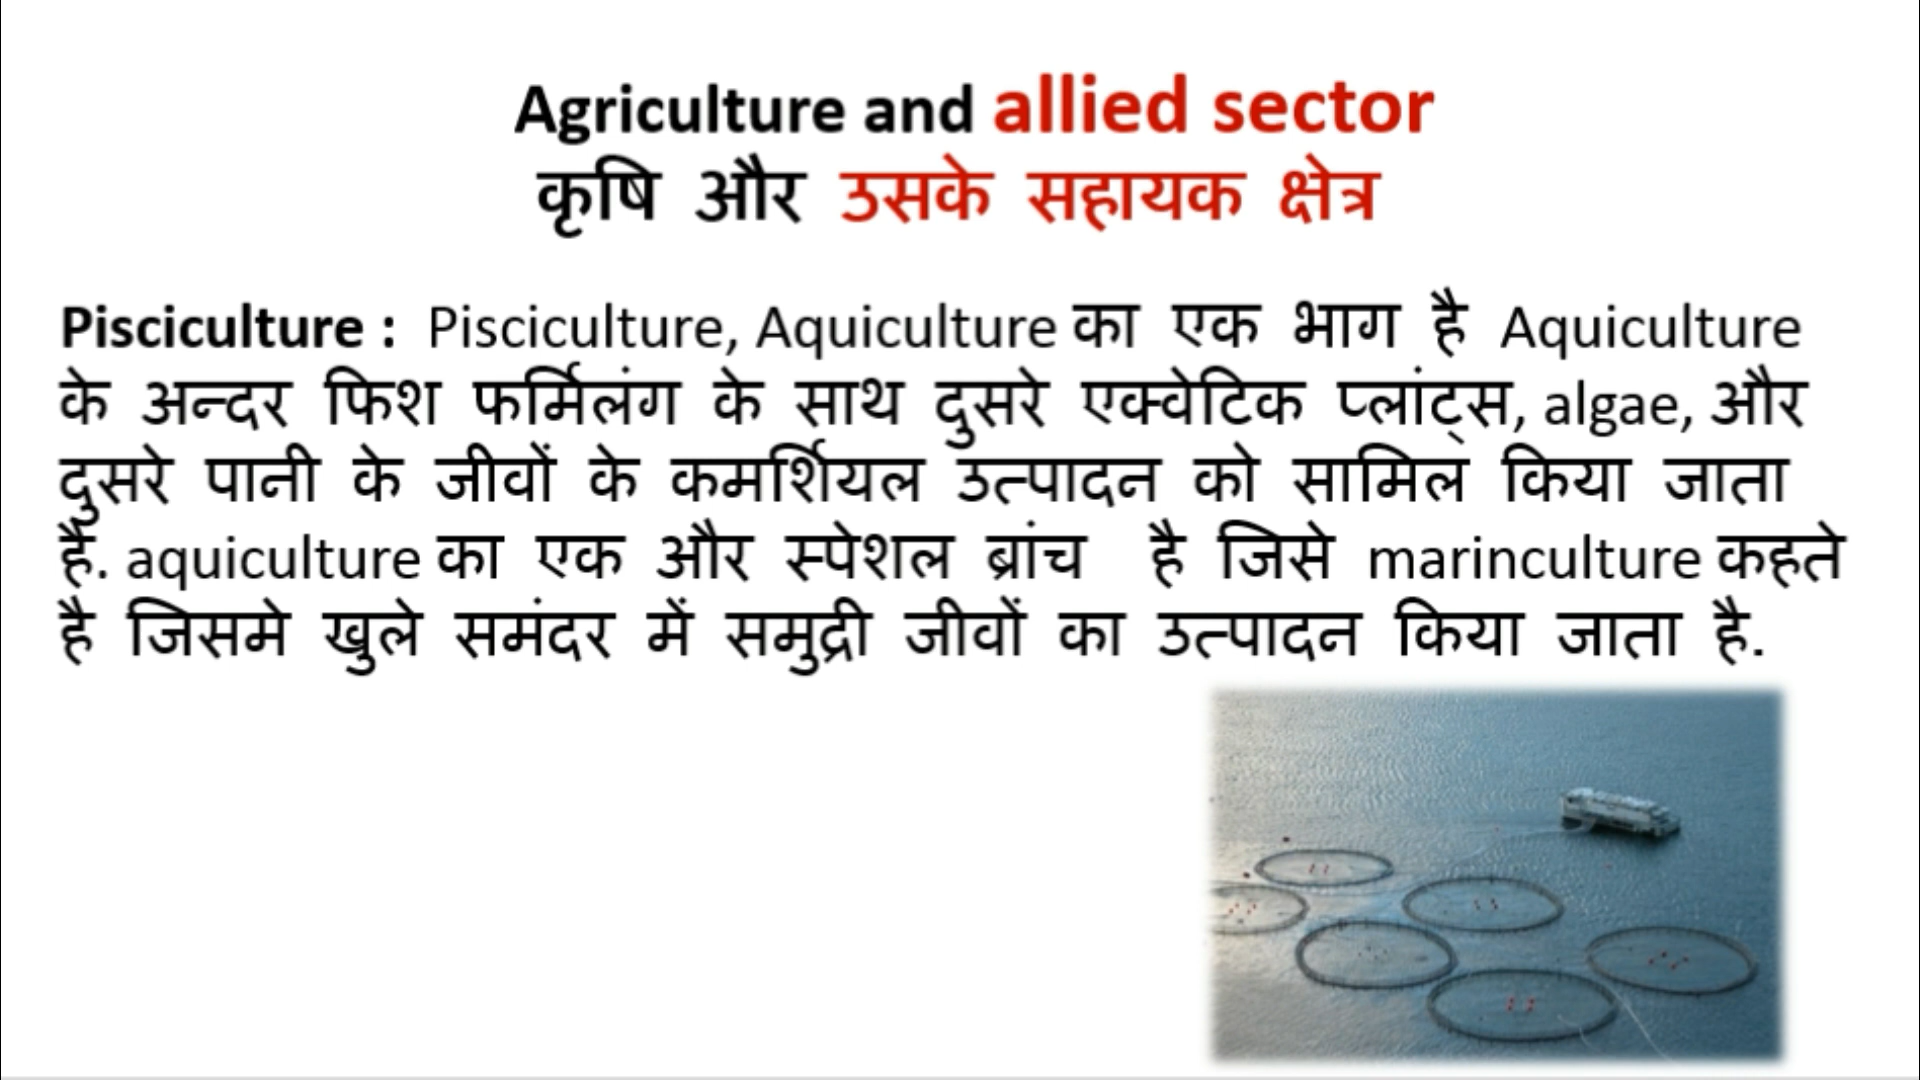 Agriculture and allied sector
कृषि और उसके सहायक क्षेत्र
Pisciculture : Pisciculture, Aquiculture का एक भाग है Aquiculture
के अन्दर फिश फर्मिलंग के साथ दुसरे एक्वेटिक प्लांट्स, algae, और
दुसरे पानी के जीवों के कमर्शियल उत्पादन को सामिल किया जाता
है. aquiculture का एक और स्पेशल ब्रांच है जिसे marinculture कहते
है जिसमे खुले समंदर में समुद्री जीवों का उत्पादन किया जाता है.